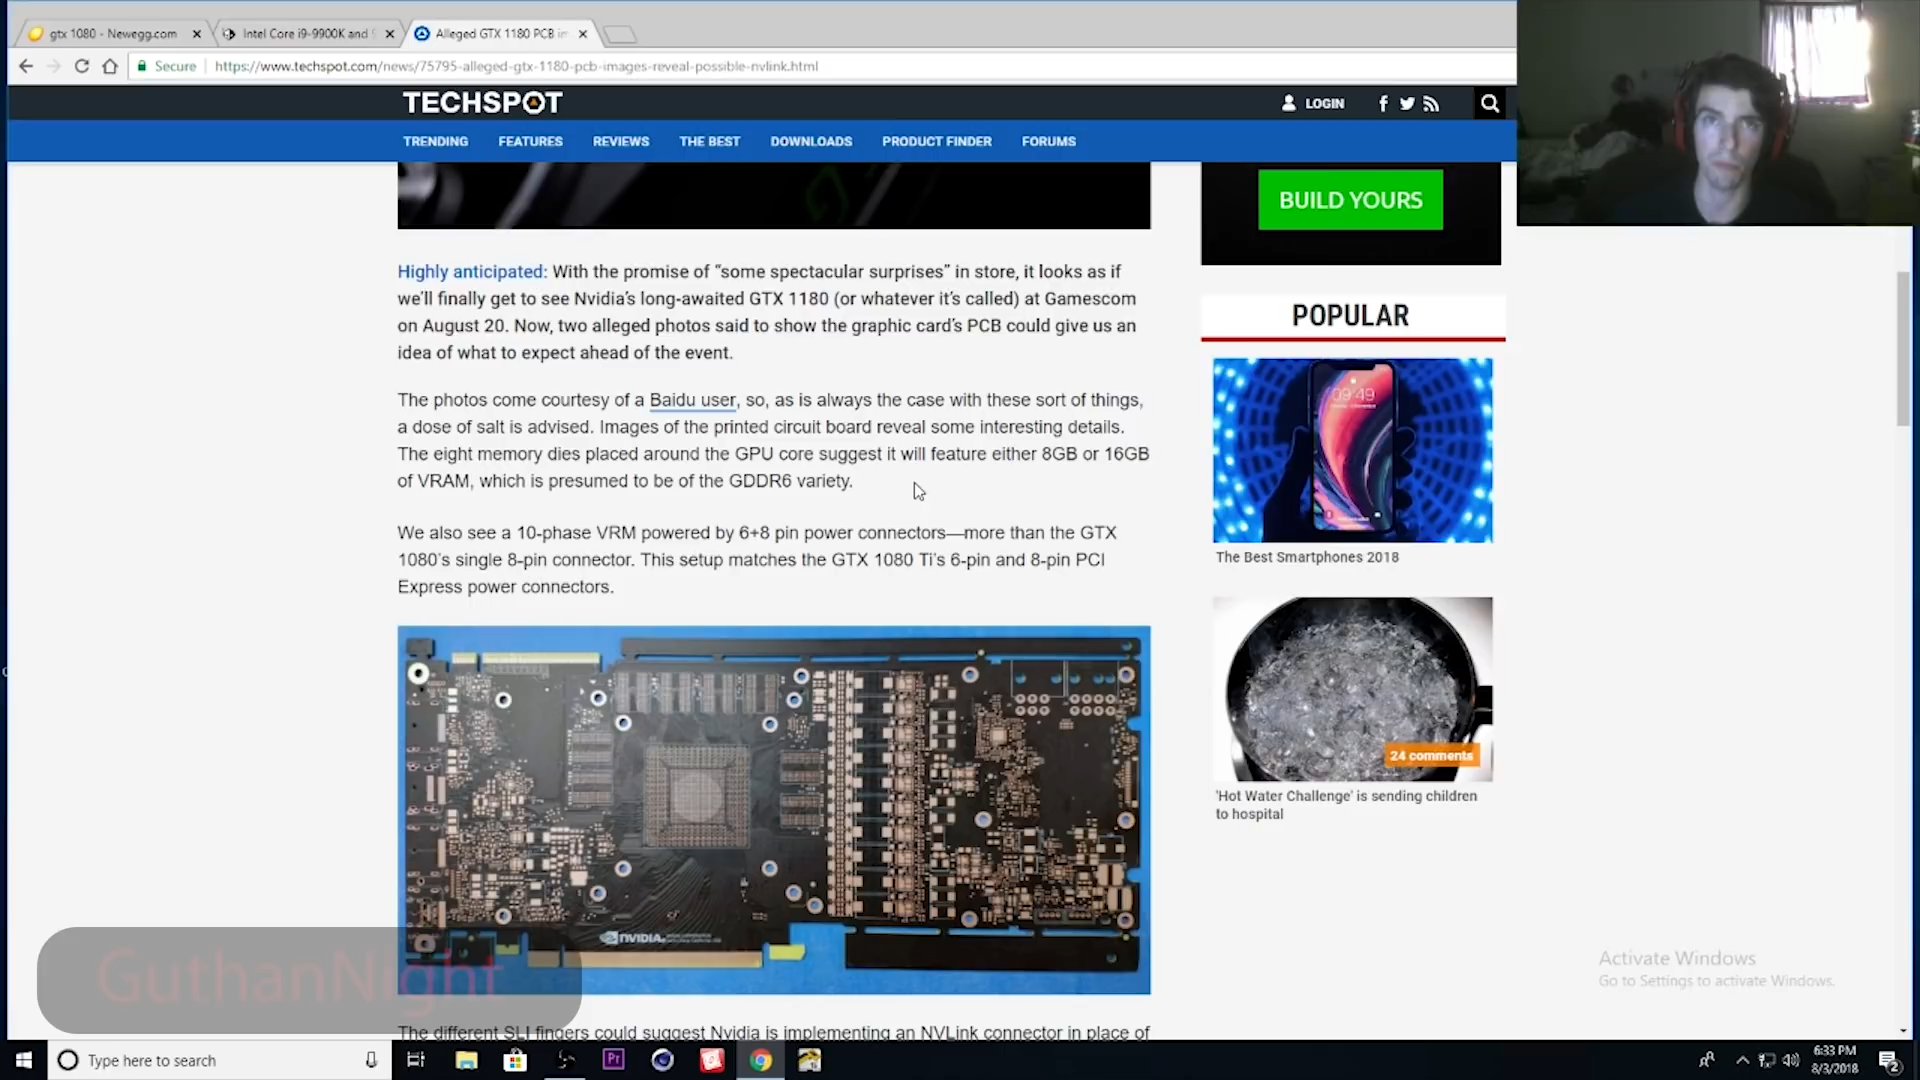 gtx 1080 - Newegg.com
Intel Core i9-9900K and
Alleged GTX 1180 PCB im
Secure
https://www.techspot.com/news/75795-alleged-gtx-1180-pcb-images-reveal-possible-nvlink.html
TECHSPOT
LOGIN
TRENDING FEATURES REVIEWS THE BEST DOWNLOADS PRODUCT FINDER FORUMS
BUILD YOURS
Highly anticipated: With the promise of “some spectacular surprises” in store, it looks as if
we’ll finally get to see Nvidia’s long-awaited GTX 1180 (or whatever it’s called) at Gamescom
on August 20. Now, two alleged photos said to show the graphic card’s PCB could give us an
idea of what to expect ahead of the event.
The photos come courtesy of a Baidu user, so, as is always the case with these sort of things,
a dose of salt is advised. Images of the printed circuit board reveal some interesting details.
The eight memory dies placed around the GPU core suggest it will feature either 8GB or 16GB
of VRAM, which is presumed to be of the GDDR6 variety.
We also see a 10-phase VRM powered by 6+8 pin power connectors—more than the GTX
1080’s single 8-pin connector. This setup matches the GTX 1080 Ti’s 6-pin and 8-pin PCI
Express power connectors.
NVIDIA
The different SLI fingers could suggest Nvidia is implementing an NVLink connector in place of
POPULAR
09:49
The Best Smartphones 2018
24 comments
'Hot Water Challenge' is sending children
to hospital
GuthanNight
Activate Windows
Go to Settings to activate Windows.
Type here to search
Pr
6:33 PM
8/3/2018
2